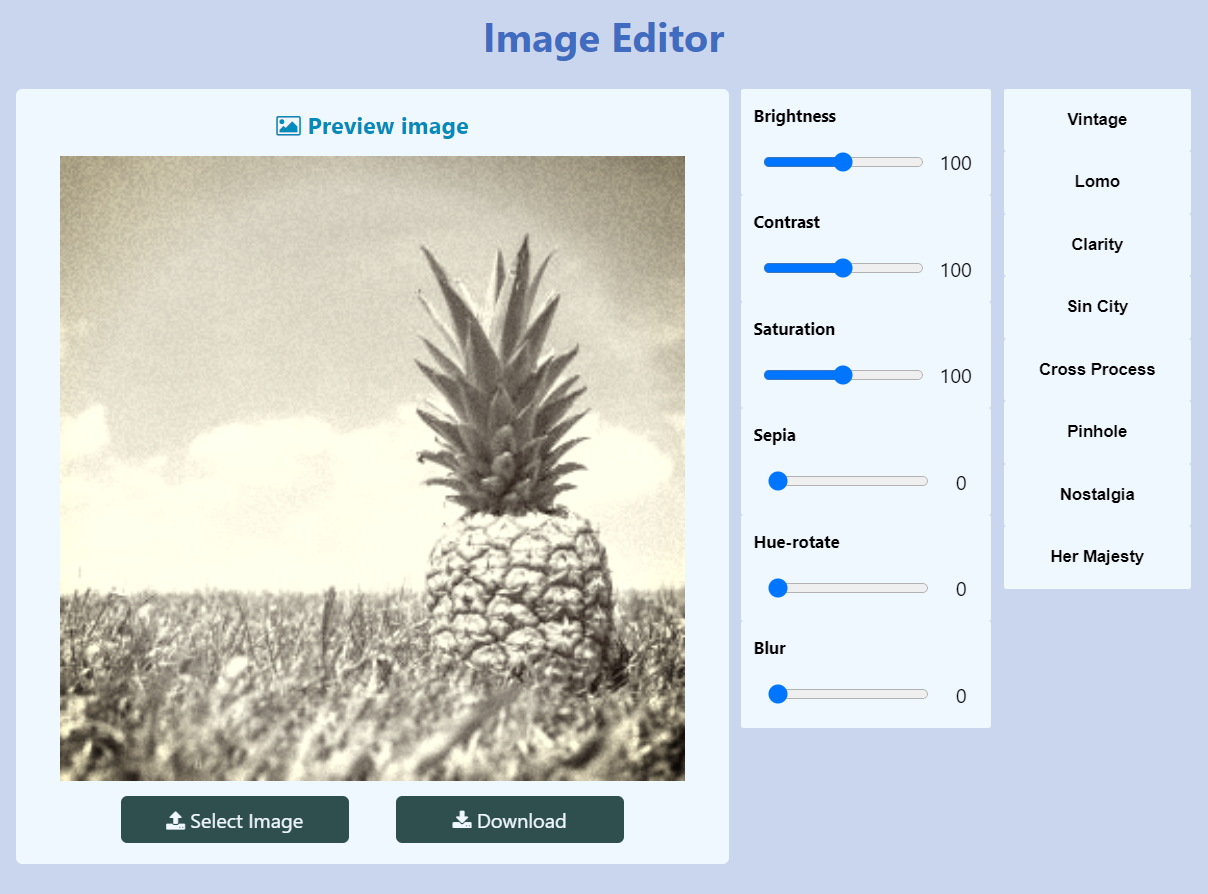 Image Editor
Preview image
Select Image
Download
Brightness
100
Contrast
100
Saturation
100
Sepia
0
Hue-rotate
0
Blur
0
Vintage
Lomo
Clarity
Sin City
Cross Process
Pinhole
Nostalgia
Her Majesty